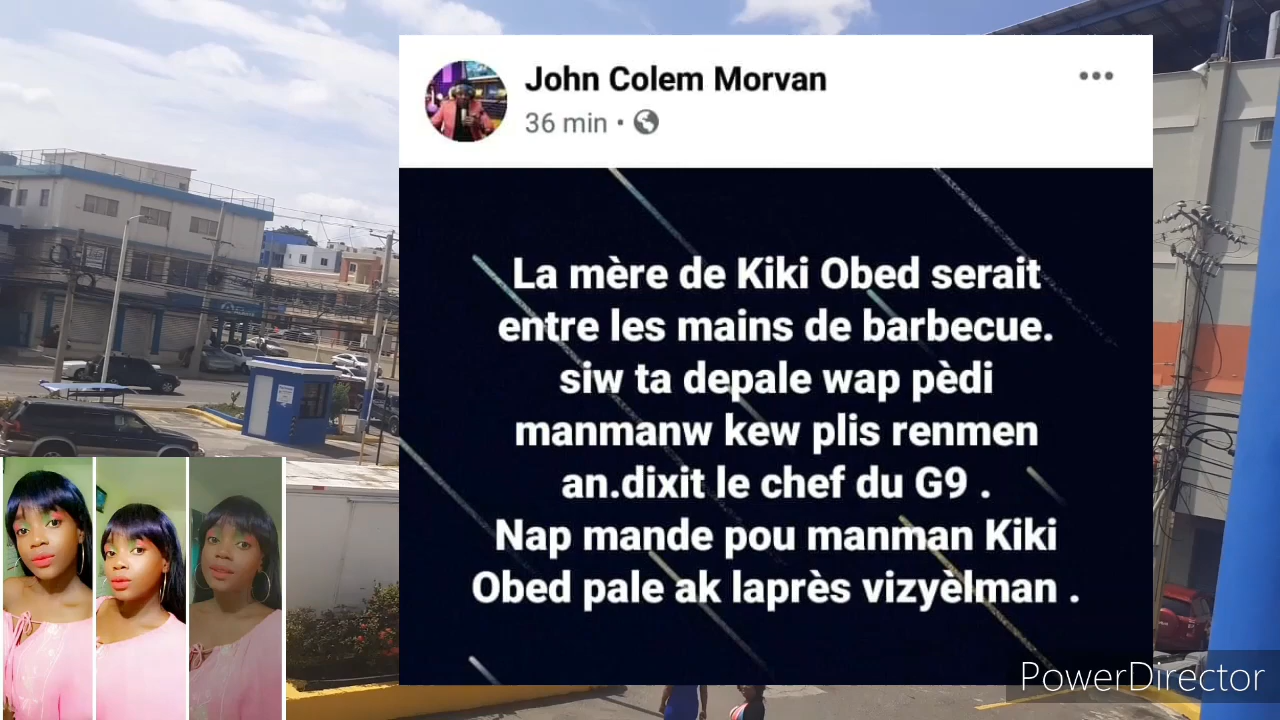 John Colem Morvan
36 min •
La mère de Kiki Obed serait
entre les mains de barbecue.
siw ta depale wap pèdi
manmanw kew plis renmen
an.dixit le chef du G9 .
Nap mande pou manman Kiki
Obed pale ak laprès vizyèlman .
PowerDirector